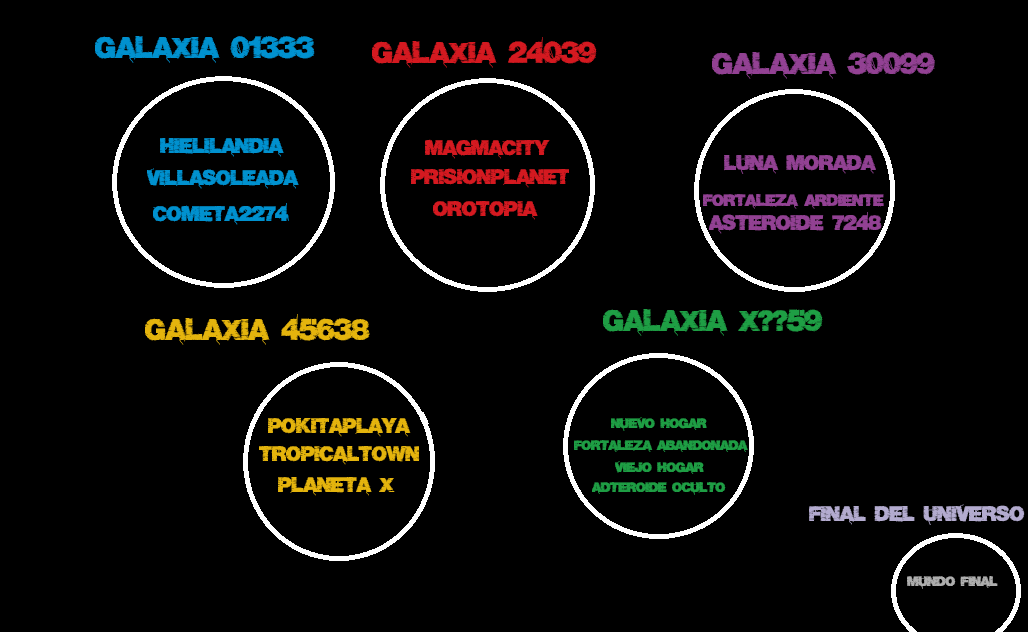 GALAXIA 01333
HIELILANDIA
VILLASOLEADA
COMETA2274
GALAXIA 24039
MAGMACITY
PRISIONPLANET
OROTOPIA
GALAXIA 30099
LUNA MORADA
FORTALEZA ARDIENTE
ASTEROIDE 7248
GALAXIA 45638
POKITAPLAYA
TROPICALTOWN
PLANETA X
GALAXIA X??59
NUEVO HOGAR
FORTALEZA ABANDONADA
VIEJO HOGAR
ADTEROIDE OCULTO
FINAL DEL UNIVERSO
MUNDO FINAL